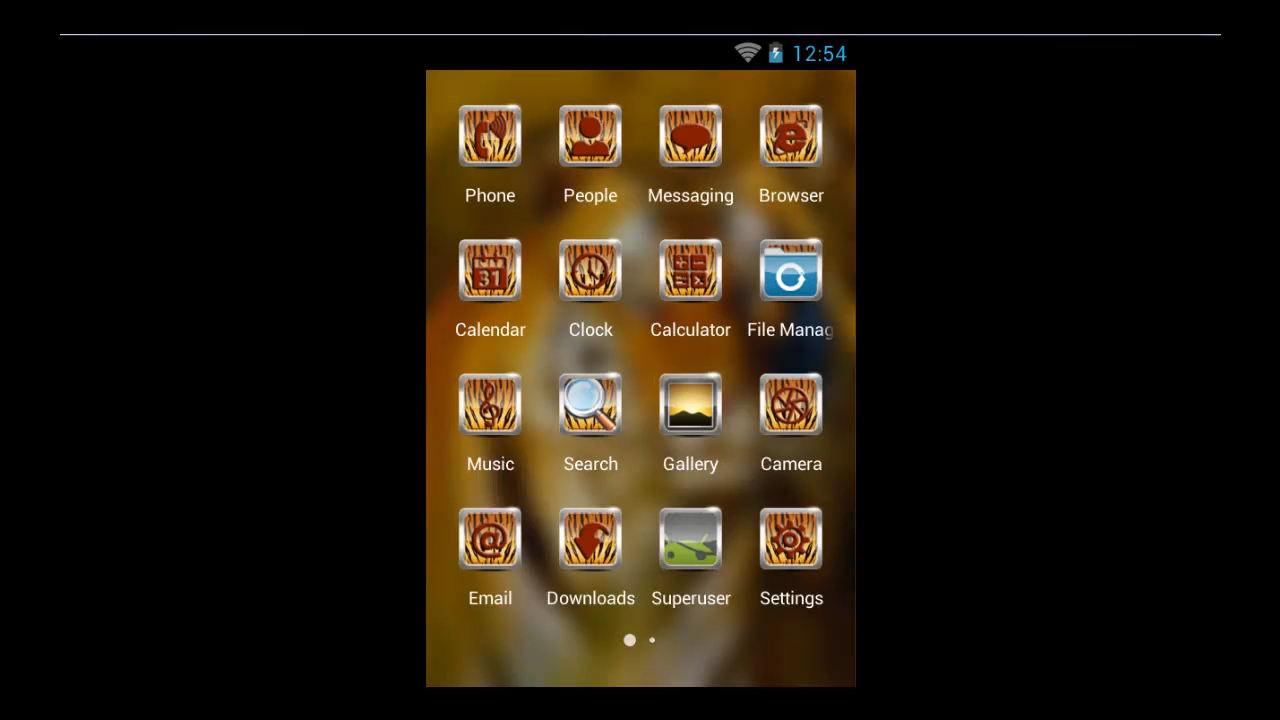 12:54
Phone People Messaging Browser
31
Calendar Clock Calculator File Manag
Music Search Gallery Camera
@
Email Downloads Superuser Settings